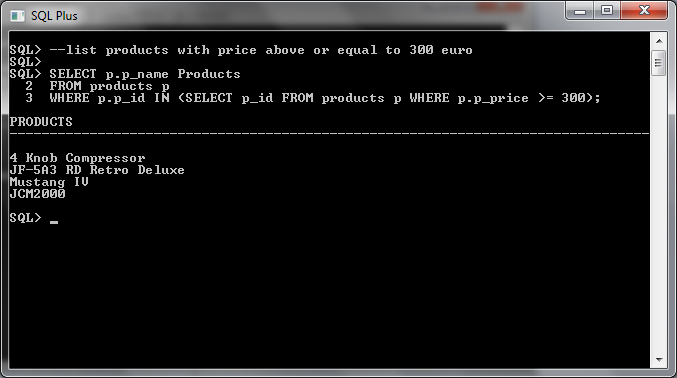 SQL Plus
SQL> --list products with price above or equal to 300 euro
SQL>
SQL> SELECT p.p_name Products
2 FROM products p
3 WHERE p.p_id IN (SELECT p_id FROM products p WHERE p.p_price >= 300);
PRODUCTS
--------------------------------------------------------------------------------
4 Knob Compressor
JF-5A3 RD Retro Deluxe
Mustang IV
JCM2000
SQL> _